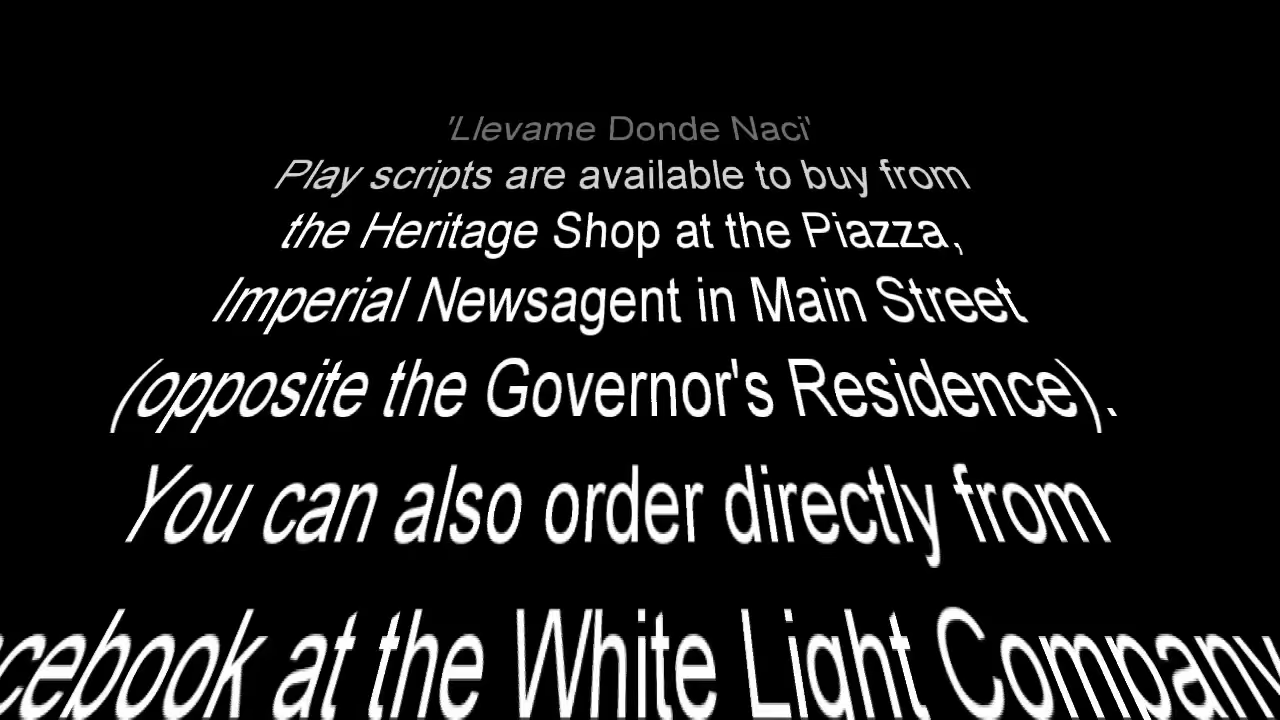 'Llevame Donde Naci'
Play scripts are available to buy from
the Heritage Shop at the Piazza,
Imperial Newsagent in Main Street
(opposite the Governor's Residence).
You can also order directly from
cebook at the White Light Company